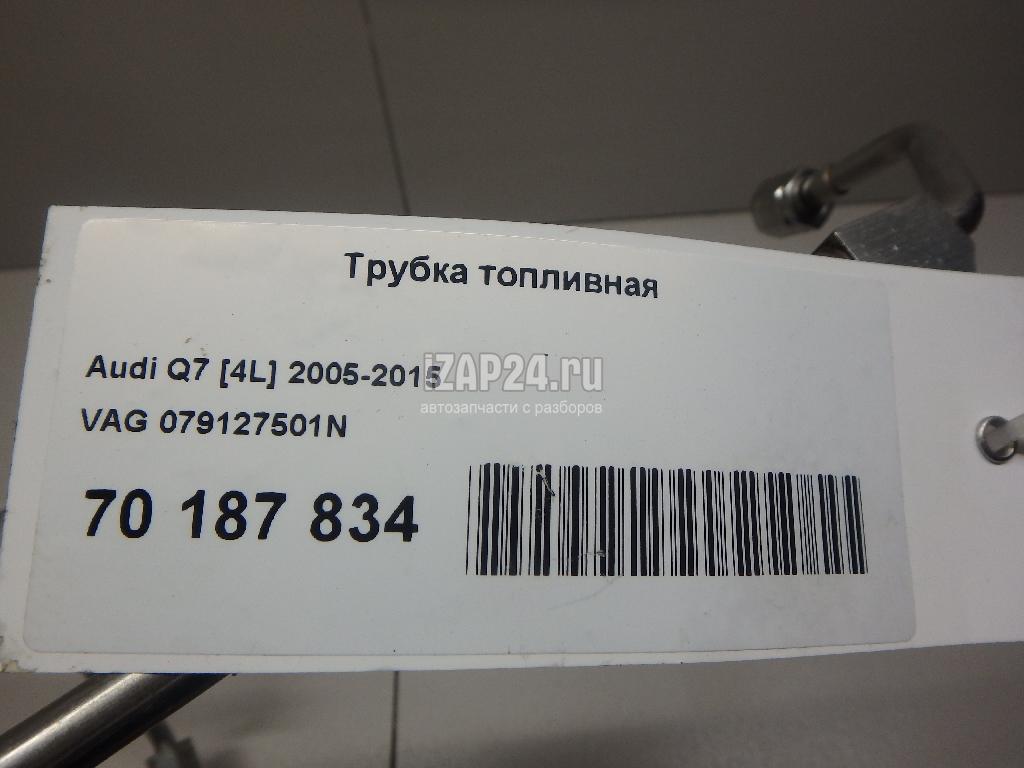 Трубка топливная
Audi Q7 [4L] 2005-2015
iZAP24.ru
автозапчасти с разборов
VAG 079127501N
70 187 834